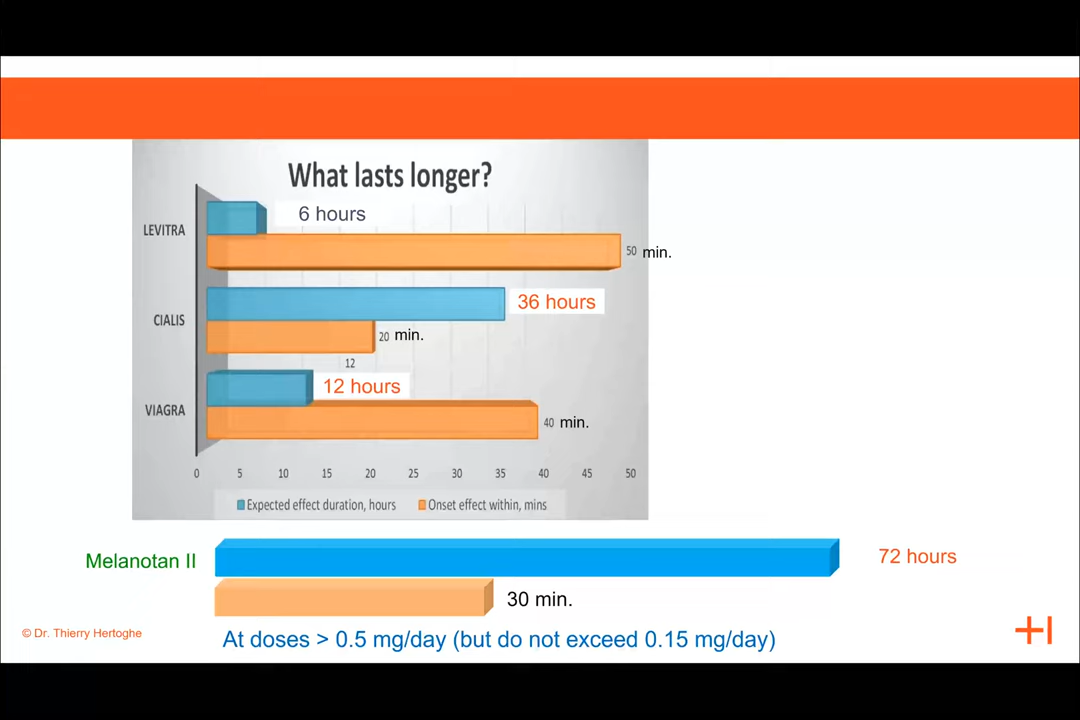 What lasts longer?
LEVITRA
6 hours
50 min.
CIALIS
36 hours
20 min.
12
VIAGRA
12 hours
40 min.
0 5 10 15 20 25 30 35 40 45 50
Expected effect duration, hours Onset effect within, mins
Melanotan II
72 hours
30 min.
© Dr. Thierry Hertoghe
At doses > 0.5 mg/day (but do not exceed 0.15 mg/day)